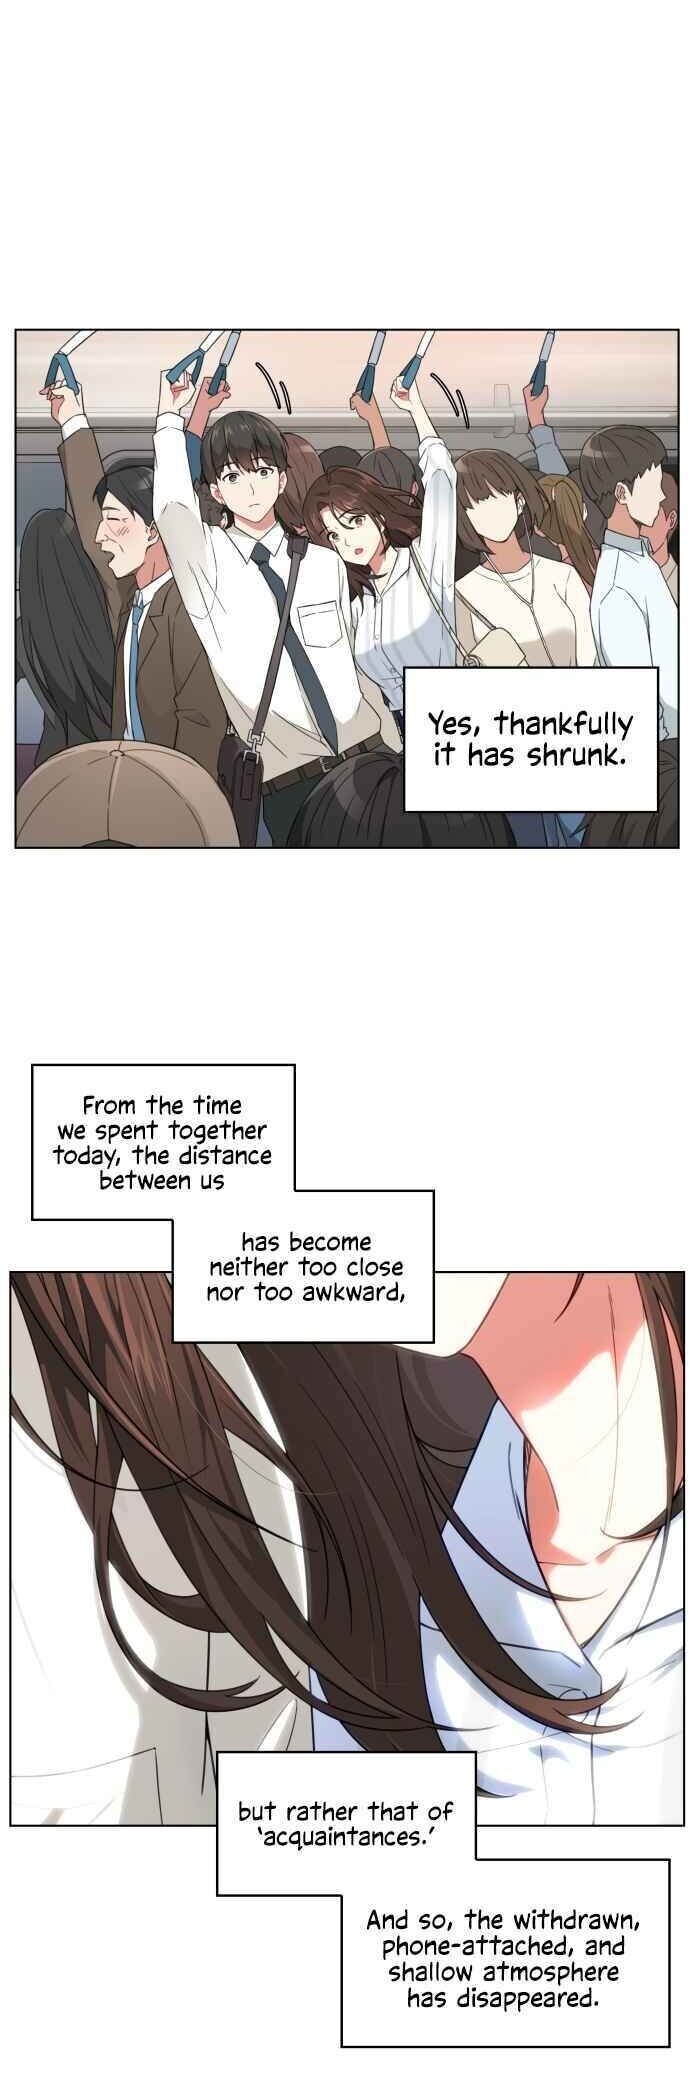 Yes, thankfully
it has shrunk.
From the time
we spent together
today, the distance
between us
has become
neither too close
nor too awkward,
but rather that of
'acquaintances.'
And so, the withdrawn,
phone-attached, and
shallow atmosphere
has disappeared.